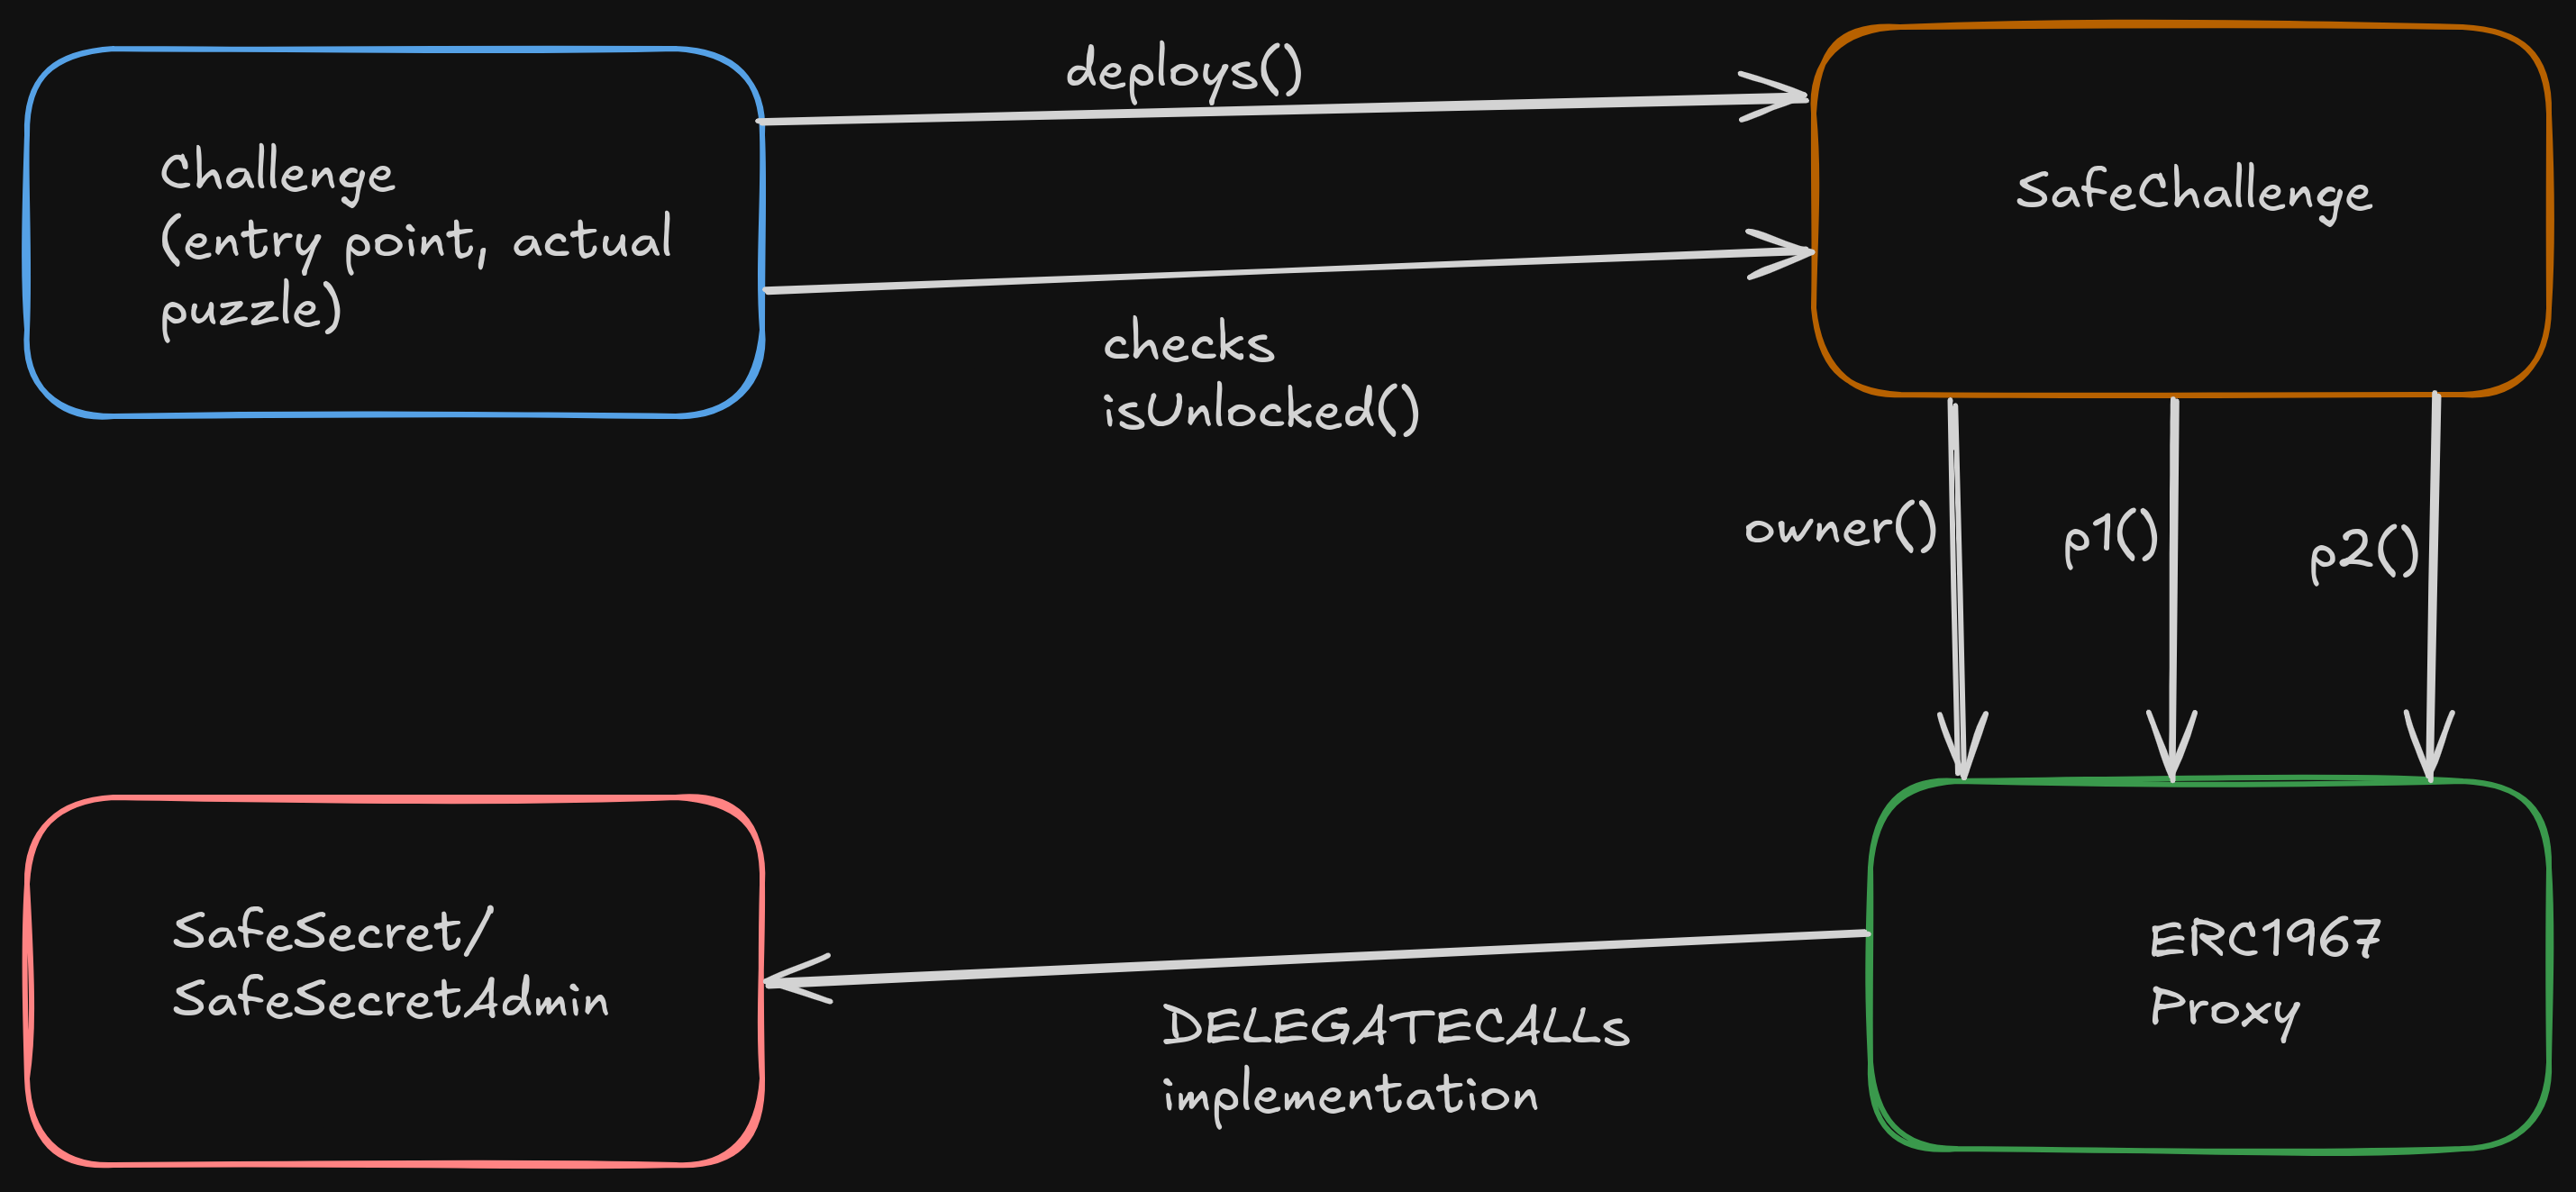 deploys()
Challenge
(entry point, actual
puzzle)
SafeChallenge
checks
isUnlocked()
owner()
p1()
p2()
SafeSecret/
SafeSecretAdmin
ERC1967
Proxy
DELEGATECALLs
implementation